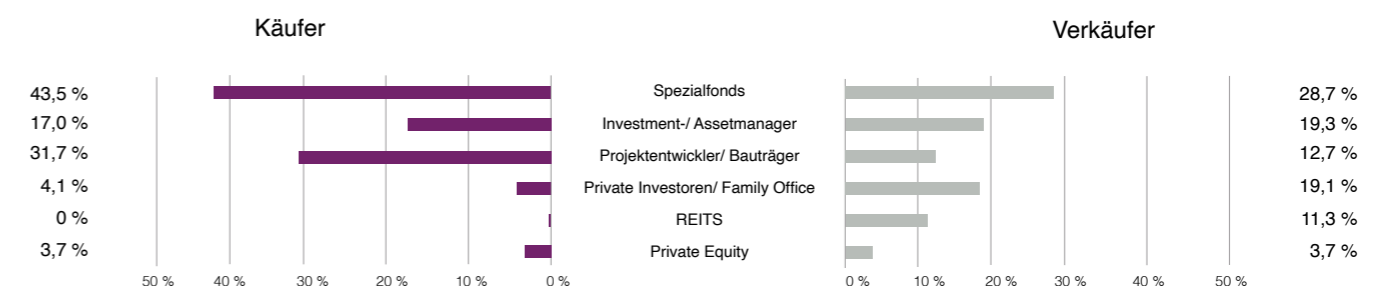 Käufer Verkäufer
43,5 % Spezialfonds 28,7 %
17,0 % Investment-/ Assetmanager 19,3 %
31,7 % Projektentwickler/ Bauträger 12,7 %
4,1 % Private Investoren/ Family Office 19,1 %
0 % REITS 11,3 %
3,7 % Private Equity 3,7 %
50 % 40 % 30 % 20 % 10 % 0 % 0 % 10 % 20 % 30 % 40 % 50 %